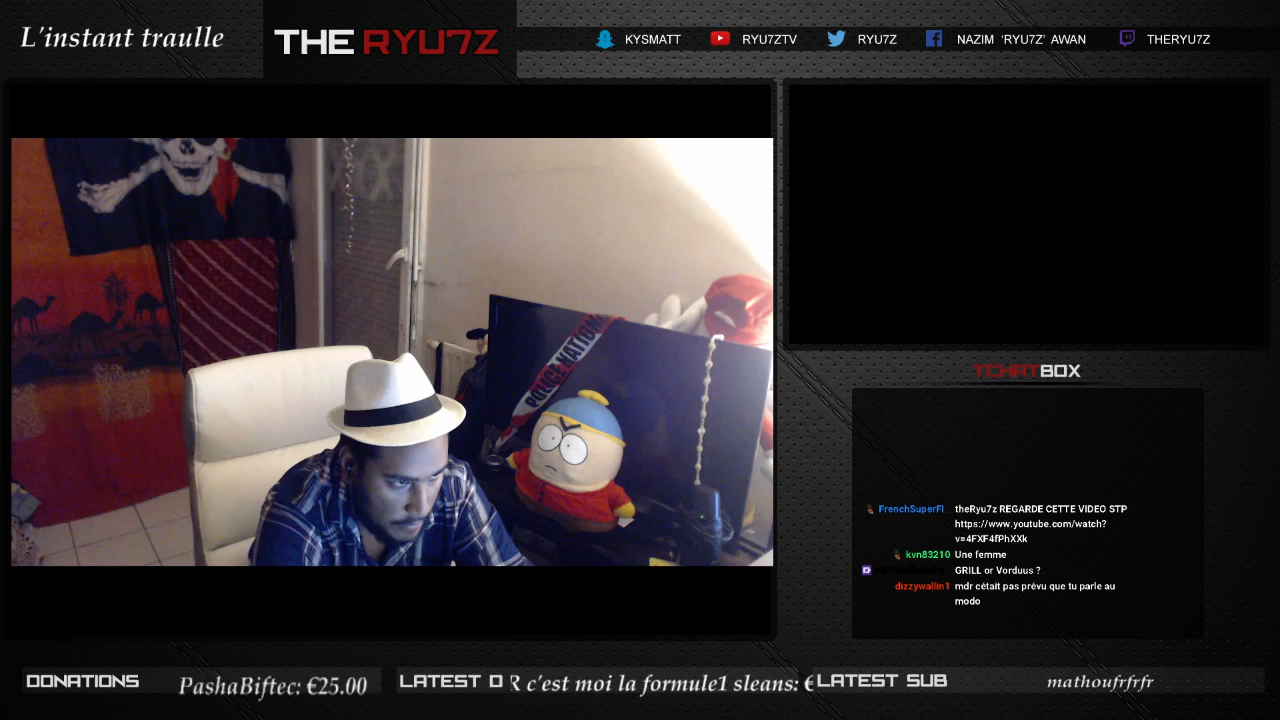 L'instant traulle
THE RYU7Z
KYSMATT
RYU7ZTV
RYU7Z
NAZIM 'RYU7Z' AWAN
THERYU7Z
POLICE NATION
TCHATBOX
FrenchSuperFl theRyu7z REGARDE CETTE VIDEO STP
https://www.youtube.com/watch?
v=4FXF4fPhXXk
kvn83210 Une femme
GRILL or Vorduus ?
dizzywallin1 mdr cétait pas prévu que tu parle au
modo
DONATIONS PashaBiftec: €25.00
LATEST D R c'est moi la formule1 sleans: €
LATEST SUB mathoufrfrfr